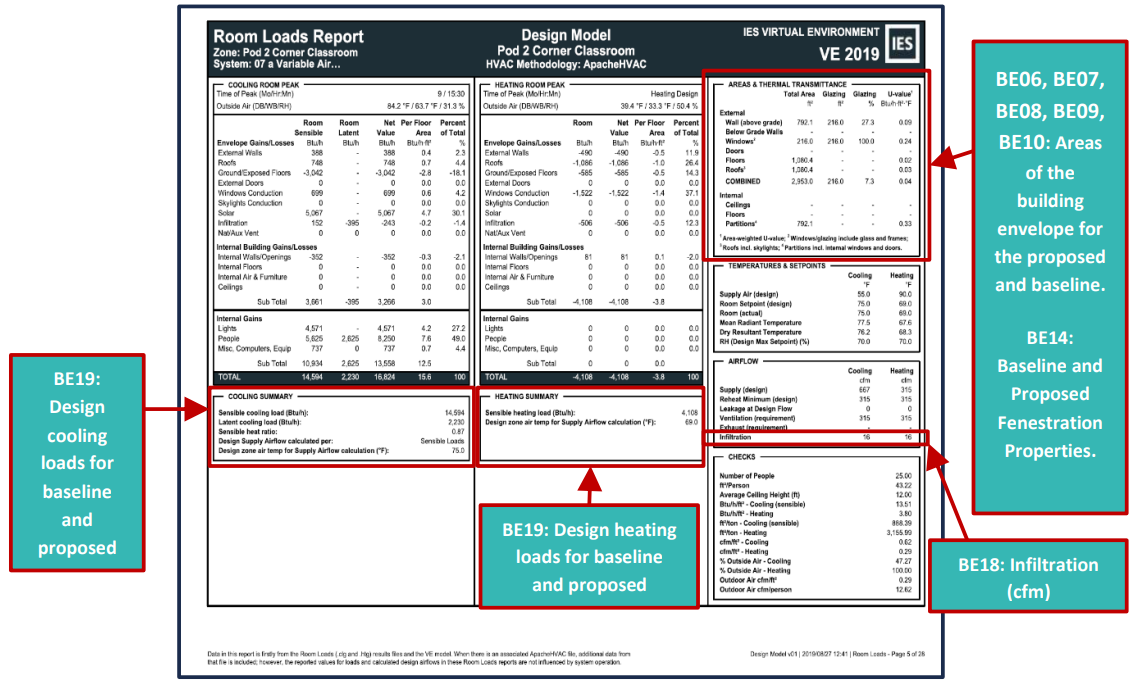 Room Loads Report
Zone: Pod 2 Corner Classroom
System: 07 a Variable Air...
Design Model
Pod 2 Corner Classroom
HVAC Methodology: ApacheHVAC
IES VIRTUAL ENVIRONMENT
VE 2019
IES
COOLING ROOM PEAK
Time of Peak (Mo/Hr:Mn) 9 / 15:30
Outside Air (DB/WB/RH) 84.2 °F / 63.7 °F / 31.3 %
Room Room Net Per Floor Percent
Sensible Latent Value Area of Total
Envelope Gains/Losses Btu/h Btu/h Btu/h Btu/h·ft² %
External Walls 388 - 388 0.4 2.3
Roofs 748 - 748 0.7 4.4
Ground/Exposed Floors -3,042 - -3,042 -2.8 -18.1
External Doors 0 - 0 0.0 0.0
Windows Conduction 699 - 699 0.6 4.2
Skylights Conduction 0 - 0 0.0 0.0
Solar 5,067 - 5,067 4.7 30.1
Infiltration 152 -395 -243 -0.2 -1.4
Nat/Aux Vent 0 0 0 0.0 0.0
Internal Building Gains/Losses
Internal Walls/Openings -352 - -352 -0.3 -2.1
Internal Floors 0 - 0 0.0 0.0
Internal Air & Furniture 0 - 0 0.0 0.0
Ceilings 0 - 0 0.0 0.0
Sub Total 3,661 -395 3,266 3.0
Internal Gains
Lights 4,571 - 4,571 4.2 27.2
People 5,625 2,625 8,250 7.6 49.0
Misc, Computers, Equip 737 0 737 0.7 4.4
Sub Total 10,934 2,625 13,558 12.5
TOTAL 14,594 2,230 16,824 15.6 100
COOLING SUMMARY
Sensible cooling load (Btu/h): 14,594
Latent cooling load (Btu/h): 2,230
Sensible heat ratio: 0.87
Design Supply Airflow calculated per: Sensible Loads
Design zone air temp for Supply Airflow calculation (°F): 75.0
HEATING ROOM PEAK
Time of Peak (Mo/Hr:Mn) Heating Design
Outside Air (DB/WB/RH) 39.4 °F / 33.3 °F / 50.4 %
Room Net Per Floor Percent
Value Area of Total
Envelope Gains/Losses Btu/h Btu/h Btu/h·ft² %
External Walls -490 -490 -0.5 11.9
Roofs -1,086 -1,086 -1.0 26.4
Ground/Exposed Floors -585 -585 -0.5 14.3
External Doors 0 0 0.0 0.0
Windows Conduction -1,522 -1,522 -1.4 37.1
Skylights Conduction 0 0 0.0 0.0
Solar 0 0 0.0 0.0
Infiltration -506 -506 -0.5 12.3
Nat/Aux Vent 0 0 0.0 0.0
Internal Building Gains/Losses
Internal Walls/Openings 81 81 0.1 -2.0
Internal Floors 0 0 0.0 0.0
Internal Air & Furniture 0 0 0.0 0.0
Ceilings 0 0 0.0 0.0
Sub Total -4,108 -4,108 -3.8
Internal Gains
Lights 0 0 0.0 0.0
People 0 0 0.0 0.0
Misc, Computers, Equip 0 0 0.0 0.0
Sub Total 0 0 0.0
TOTAL -4,108 -4,108 -3.8 100
HEATING SUMMARY
Sensible heating load (Btu/h): 4,108
Design zone air temp for Supply Airflow calculation (°F): 69.0
AREAS & THERMAL TRANSMITTANCE
Total Area Glazing Glazing U-value¹
ft² ft² % Btu/h·ft²·°F
External
Wall (above grade) 792.1 216.0 27.3 0.09
Below Grade Walls - - - -
Windows² 216.0 216.0 100.0 0.24
Doors - - - -
Floors 1,080.4 - - 0.02
Roofs³ 1,080.4 - - 0.03
COMBINED 2,953.0 216.0 7.3 0.04
Internal
Ceilings - - - -
Floors - - - -
Partitions⁴ 792.1 - - 0.33
¹ Area-weighted U-value; ² Windows/glazing include glass and frames;
³ Roofs incl. skylights; ⁴ Partitions incl. Internal windows and doors.
TEMPERATURES & SETPOINTS
Cooling Heating
°F °F
Supply Air (design) 55.0 90.0
Room Setpoint (design) 75.0 69.0
Room (actual) 75.0 69.0
Mean Radiant Temperature 77.5 67.6
Dry Resultant Temperature 76.2 68.3
RH (Design Max Setpoint) (%) 70.0 70.0
AIRFLOW
Cooling Heating
cfm cfm
Supply (design) 667 315
Reheat Minimum (design) 315 315
Leakage at Design Flow 0 0
Ventilation (requirement) 315 315
Exhaust (requirement) - -
Infiltration 16 16
CHECKS
Number of People 25.00
ft²/Person 43.22
Average Ceiling Height (ft) 12.00
Btu/h/ft² - Cooling (sensible) 13.51
Btu/h/ft² - Heating 3.80
ft²/ton - Cooling (sensible) 888.39
ft²/ton - Heating 3,155.99
cfm/ft² - Cooling 0.62
cfm/ft² - Heating 0.29
% Outside Air - Cooling 47.27
% Outside Air - Heating 100.00
Outdoor Air cfm/ft² 0.29
Outdoor Air cfm/person 12.62
Data in this report is firstly from the Room Loads (.clg and .htg) results files and the VE model. When there is an associated ApacheHVAC file, additional data from
that file is included; however, the reported values for loads and calculated design airflows in these Room Loads reports are not influenced by system operation.
Design Model v01 | 2019/08/27 12:41 | Room Loads - Page 5 of 28
BE19:
Design
cooling
loads for
baseline
and
proposed
BE19: Design heating
loads for baseline
and proposed
BE06, BE07,
BE08, BE09,
BE10: Areas
of the
building
envelope for
the proposed
and baseline.
BE14:
Baseline and
Proposed
Fenestration
Properties.
BE18: Infiltration
(cfm)